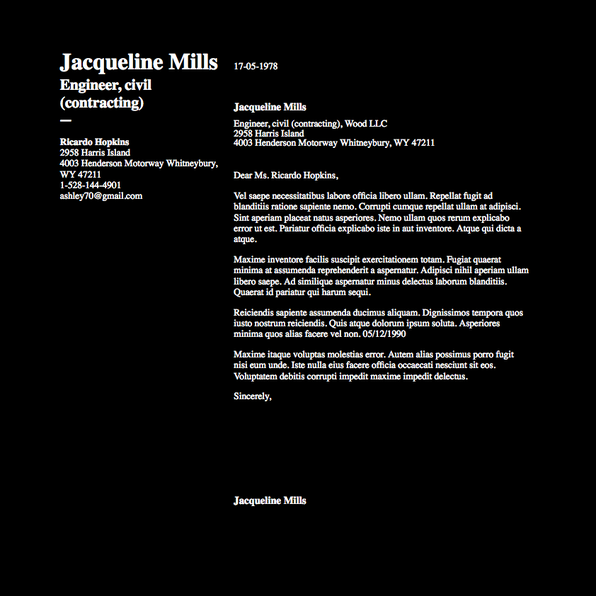 Jacqueline Mills
Engineer, civil
(contracting)
Ricardo Hopkins
2958 Harris Island
4003 Henderson Motorway Whitneybury,
WY 47211
1-528-144-4901
ashley70@gmail.com
17-05-1978
Jacqueline Mills
Engineer, civil (contracting), Wood LLC
2958 Harris Island
4003 Henderson Motorway Whitneybury, WY 47211
Dear Ms. Ricardo Hopkins,
Vel saepe necessitatibus labore officia libero ullam. Repellat fugit ad
blanditiis ratione sapiente nemo. Corrupti cumque repellat ullam at adipisci.
Sint aperiam placeat natus asperiores. Nemo ullam quos rerum explicabo
error ut est. Pariatur officia explicabo iste in aut inventore. Atque qui dicta a
atque.
Maxime inventore facilis suscipit exercitationem totam. Fugiat quaerat
minima at assumenda reprehenderit a aspernatur. Adipisci nihil aperiam ullam
libero saepe. Ad similique aspernatur minus delectus laborum blanditiis.
Quaerat id pariatur qui harum sequi.
Reiciendis sapiente assumenda ducimus aliquam. Dignissimos tempora quos
iusto nostrum reiciendis. Quis atque dolorum ipsum soluta. Asperiores
minima quos alias facere vel non. 05/12/1990
Maxime itaque voluptas molestias error. Autem alias possimus porro fugit
nisi eum unde. Iste nulla eius facere officia occaecati nesciunt sit eos.
Voluptatem debitis corrupti impedit maxime impedit delectus.
Sincerely,
Jacqueline Mills